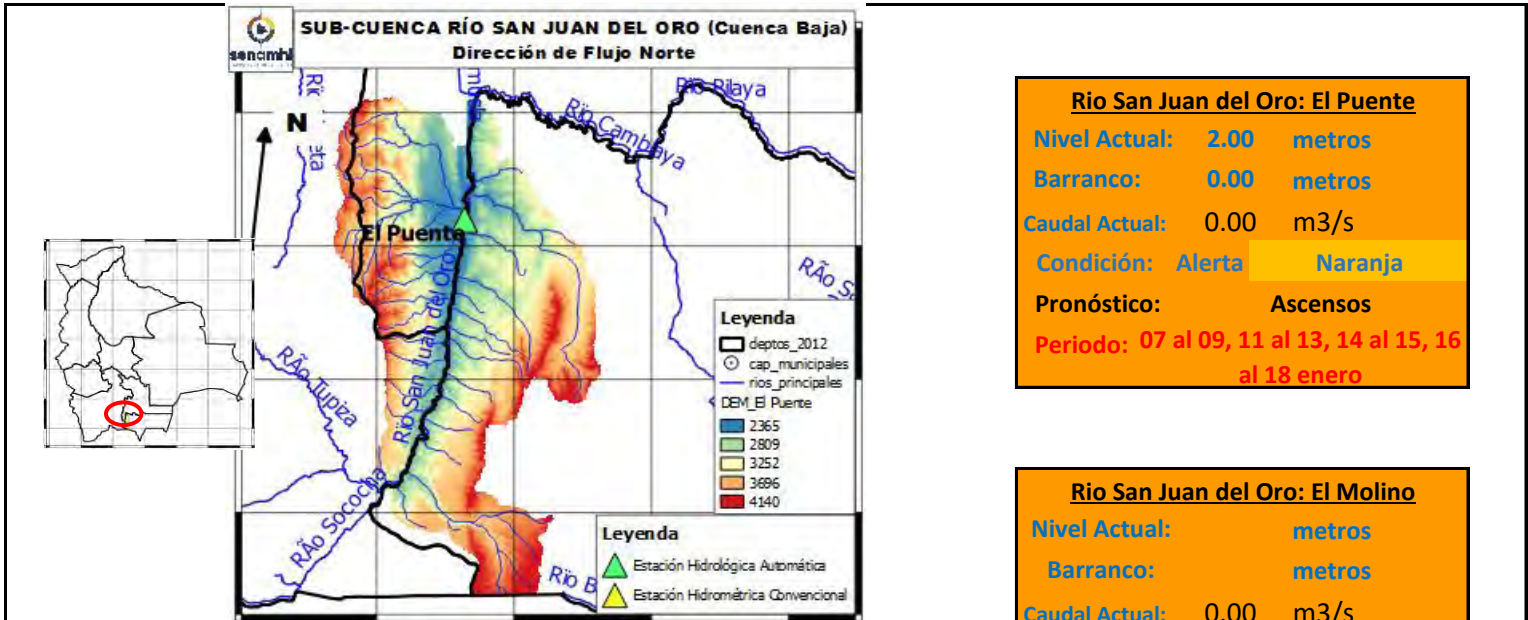 SUB-CUENCA RÍO SAN JUAN DEL ORO (Cuenca Baja)
Dirección de Flujo Norte
senamhi
N
Río Pilaya
Río Camblaya
El Puente
Río San Juan del Oro
RÃo Tupiza
RÃo Sococha
RÃo S
Río B
Leyenda
deptos_2012
cap_municipales
rios_principales
DEM_El Puente
2365
2809
3252
3696
4140
Leyenda
Estación Hidrológica Automática
Estación Hidrométrica Convencional
Rio San Juan del Oro: El Puente
Nivel Actual: 2.00 metros
Barranco: 0.00 metros
Caudal Actual: 0.00 m3/s
Condición: Alerta Naranja
Pronóstico: Ascensos
Periodo: 07 al 09, 11 al 13, 14 al 15, 16
al 18 enero
Rio San Juan del Oro: El Molino
Nivel Actual: metros
Barranco: metros
Caudal Actual: 0.00 m3/s